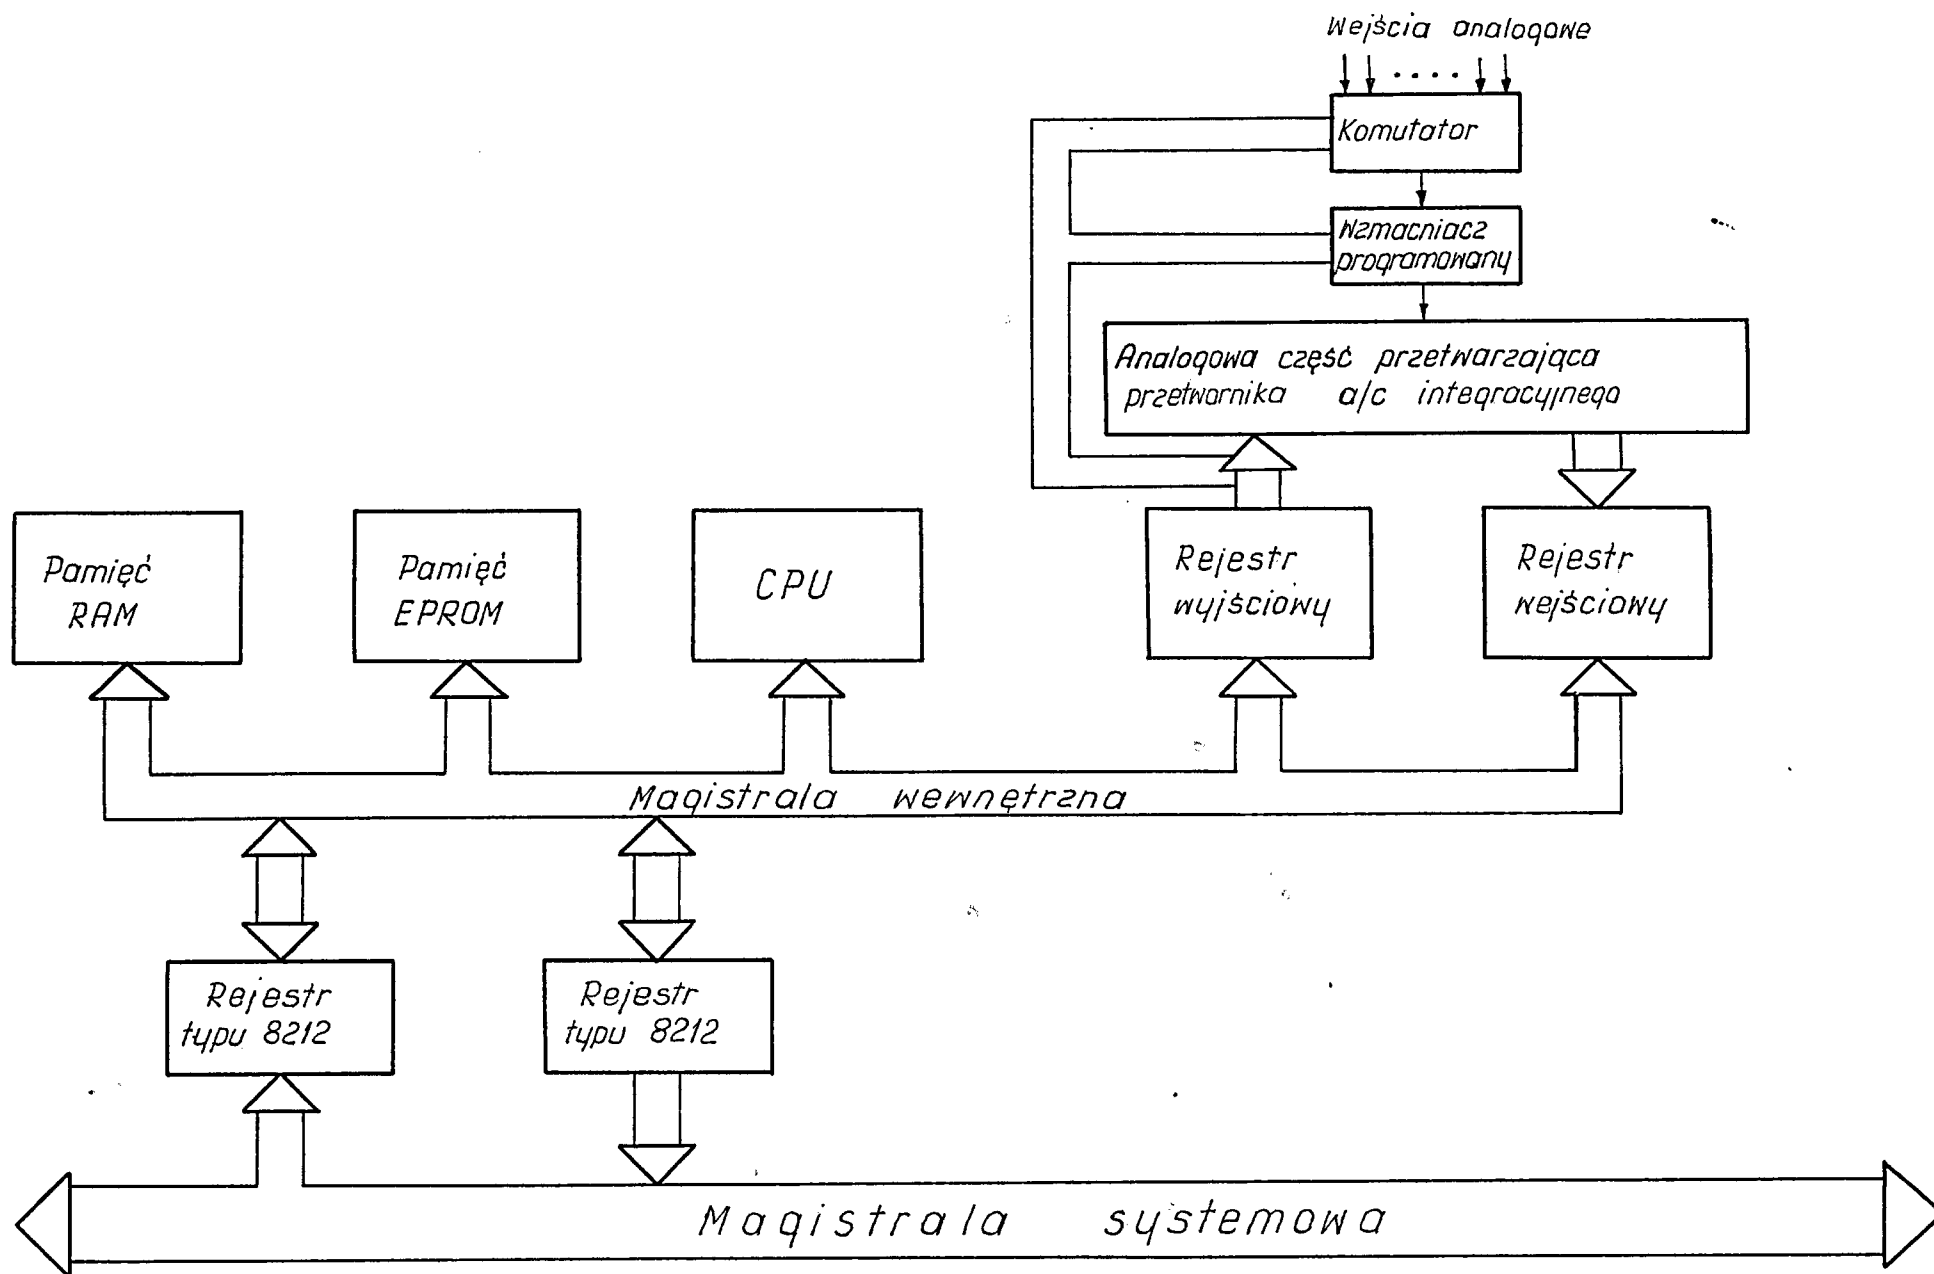 Wejścia analogowe
Komutator
Wzmacniacz
programowany
Analogowa część przetwarzająca
przetwornika a/c integracyjnego
Pamięć
RAM
Pamięć
EPROM
CPU
Rejestr
wyjściowy
Rejestr
wejściowy
Magistrala wewnętrzna
Rejestr
typu 8212
Rejestr
typu 8212
Magistrala systemowa